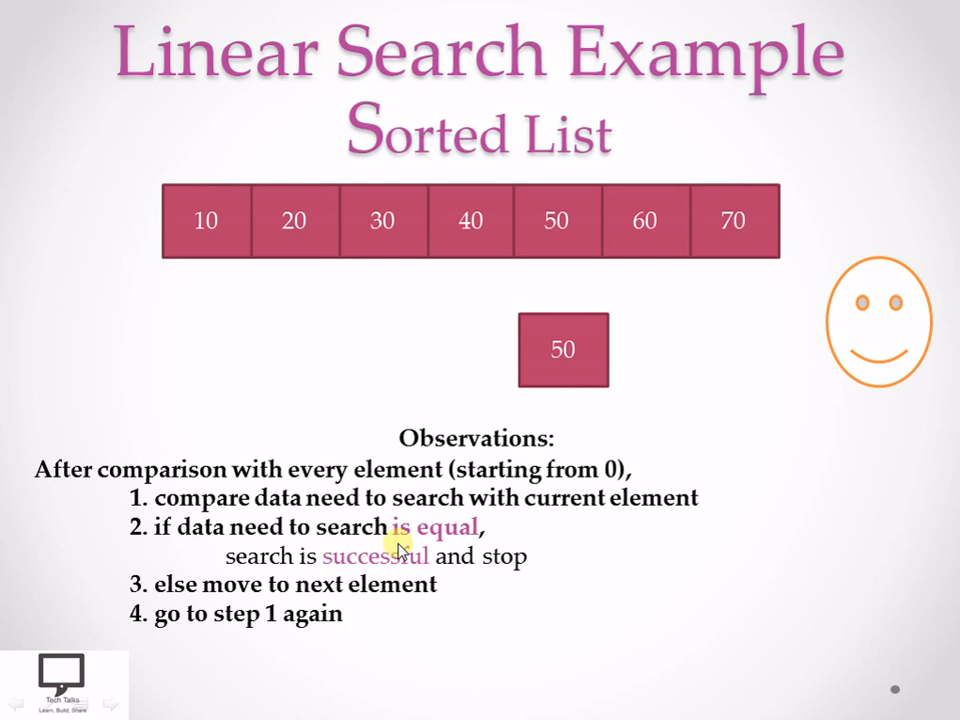 Linear Search Example
Sorted List
10 20 30 40 50 60 70
50
Observations:
After comparison with every element (starting from 0),
1. compare data need to search with current element
2. if data need to search is equal,
search is successful and stop
3. else move to next element
4. go to step 1 again
Tech Talks
Learn, Build, Share